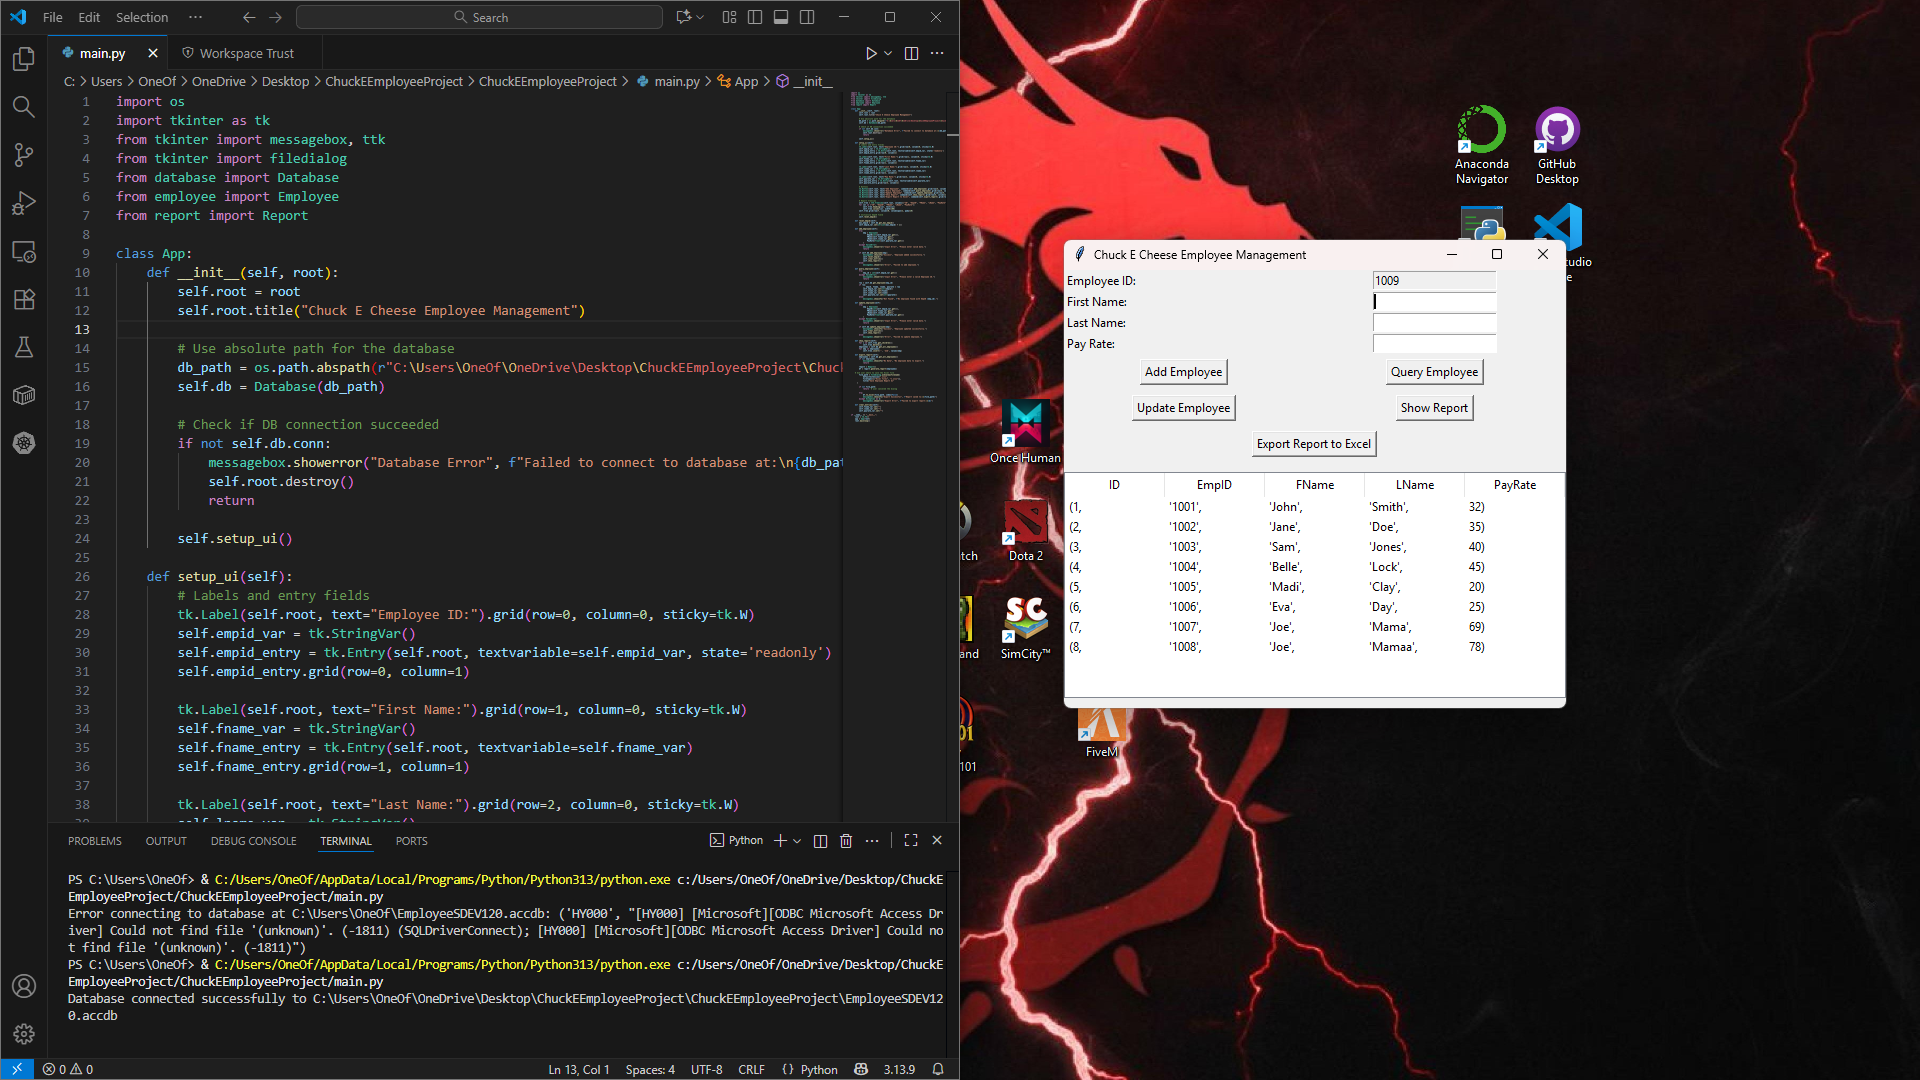 File Edit Selection ··· Search
main.py Workspace Trust
C: > Users > OneOf > OneDrive > Desktop > ChuckEEmployeeProject > ChuckEEmployeeProject > main.py > App > __init__
1 import os
2 import tkinter as tk
3 from tkinter import messagebox, ttk
4 from tkinter import filedialog
5 from database import Database
6 from employee import Employee
7 from report import Report
8
9 class App:
10 def __init__(self, root):
11 self.root = root
12 self.root.title("Chuck E Cheese Employee Management")
13
14 # Use absolute path for the database
15 db_path = os.path.abspath(r"C:\Users\OneOf\OneDrive\Desktop\ChuckEEmployeeProject\Chuck
16 self.db = Database(db_path)
17
18 # Check if DB connection succeeded
19 if not self.db.conn:
20 messagebox.showerror("Database Error", f"Failed to connect to database at:\n{db_pat
21 self.root.destroy()
22 return
23
24 self.setup_ui()
25
26 def setup_ui(self):
27 # Labels and entry fields
28 tk.Label(self.root, text="Employee ID:").grid(row=0, column=0, sticky=tk.W)
29 self.empid_var = tk.StringVar()
30 self.empid_entry = tk.Entry(self.root, textvariable=self.empid_var, state='readonly')
31 self.empid_entry.grid(row=0, column=1)
32
33 tk.Label(self.root, text="First Name:").grid(row=1, column=0, sticky=tk.W)
34 self.fname_var = tk.StringVar()
35 self.fname_entry = tk.Entry(self.root, textvariable=self.fname_var)
36 self.fname_entry.grid(row=1, column=1)
37
38 tk.Label(self.root, text="Last Name:").grid(row=2, column=0, sticky=tk.W)
PROBLEMS OUTPUT DEBUG CONSOLE TERMINAL PORTS Python
PS C:\Users\OneOf> & C:/Users/OneOf/AppData/Local/Programs/Python/Python313/python.exe c:/Users/OneOf/OneDrive/Desktop/ChuckE
EmployeeProject/ChuckEEmployeeProject/main.py
Error connecting to database at C:\Users\OneOf\EmployeeSDEV120.accdb: ('HY000', "[HY000] [Microsoft][ODBC Microsoft Access Dr
iver] Could not find file '(unknown)'. (-1811) (SQLDriverConnect); [HY000] [Microsoft][ODBC Microsoft Access Driver] Could no
t find file '(unknown)'. (-1811)")
PS C:\Users\OneOf> & C:/Users/OneOf/AppData/Local/Programs/Python/Python313/python.exe c:/Users/OneOf/OneDrive/Desktop/ChuckE
EmployeeProject/ChuckEEmployeeProject/main.py
Database connected successfully to C:\Users\OneOf\OneDrive\Desktop\ChuckEEmployeeProject\ChuckEEmployeeProject\EmployeeSDEV12
0.accdb
0 0 Ln 13, Col 1 Spaces: 4 UTF-8 CRLF {} Python 3.13.9
Anaconda
Navigator
GitHub
Desktop
Once Human
Dota 2
SC
SimCity™
FiveM
Chuck E Cheese Employee Management
Employee ID: 1009
First Name:
Last Name:
Pay Rate:
Add Employee Query Employee
Update Employee Show Report
Export Report to Excel
ID EmpID FName LName PayRate
(1, '1001', 'John', 'Smith', 32)
(2, '1002', 'Jane', 'Doe', 35)
(3, '1003', 'Sam', 'Jones', 40)
(4, '1004', 'Belle', 'Lock', 45)
(5, '1005', 'Madi', 'Clay', 20)
(6, '1006', 'Eva', 'Day', 25)
(7, '1007', 'Joe', 'Mama', 69)
(8, '1008', 'Joe', 'Mamaa', 78)